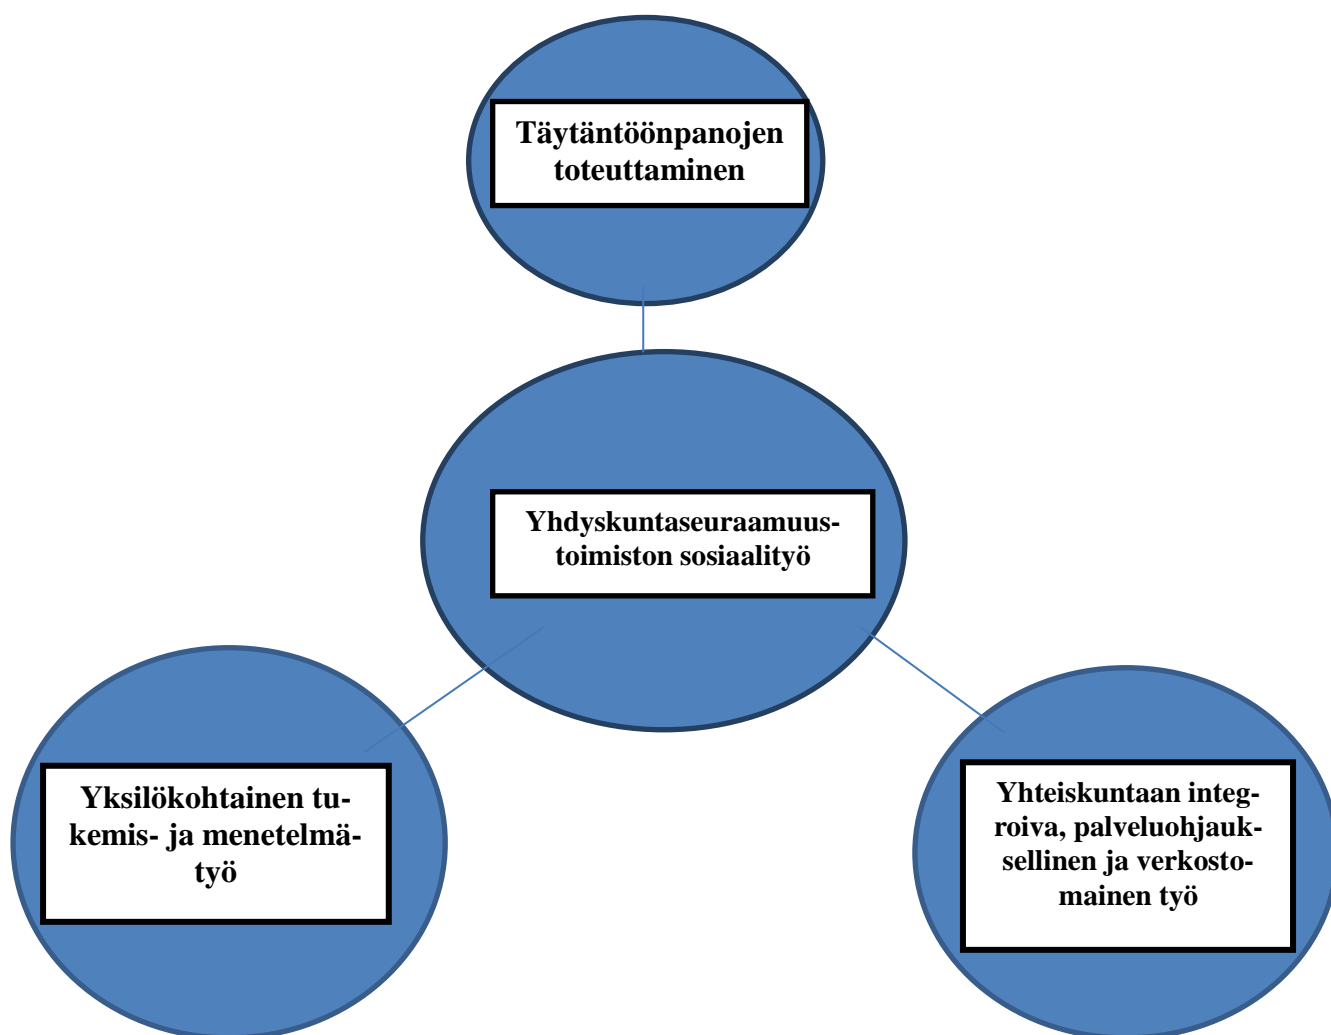 Täytäntöönpanojen
toteuttaminen
Yhdyskuntaseuraamuus-
toimiston sosiaalityö
Yksilökohtainen tu-
kemis- ja menetelmä-
työ
Yhteiskuntaan integ-
roiva, palveluohjauk-
sellinen ja verkosto-
mainen työ